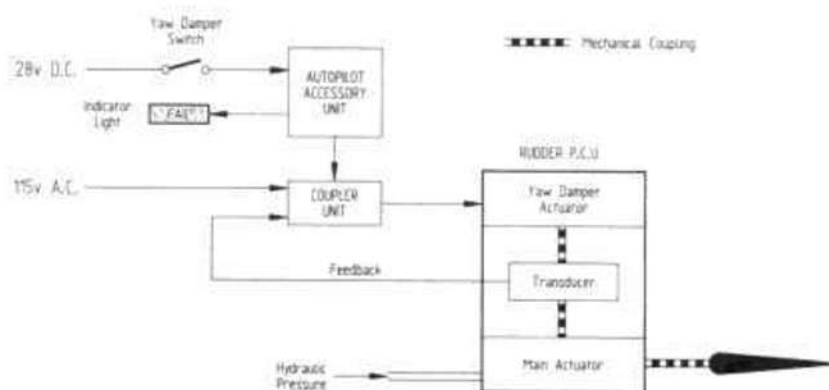 Yaw Damper
Switch
Mechanical Coupling
28v D.C.
AUTOPILOT
ACCESSORY
UNIT
Indicator
Light
FAIL
RUDDER P.C.U
115v A.C.
COUPLER
UNIT
Yaw Damper
Actuator
Feedback
Transducer
Hydraulic
Pressure
Main Actuator